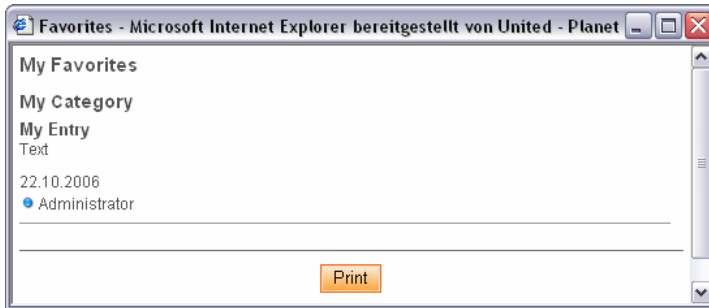 Favorites - Microsoft Internet Explorer bereitgestellt von United - Planet
My Favorites
My Category
My Entry
Text
22.10.2006
Administrator
Print